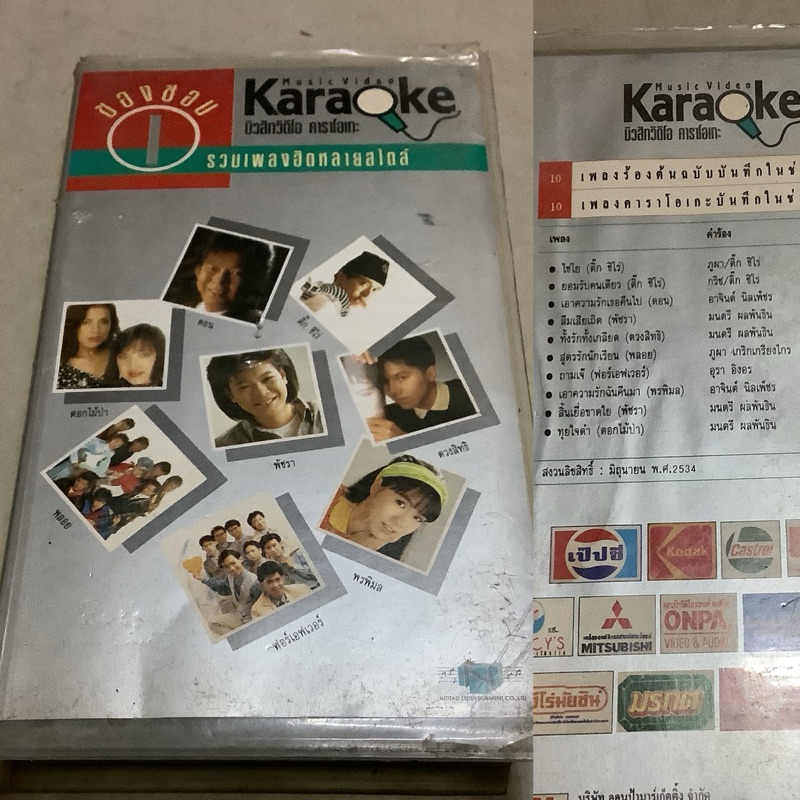 ของชอบ
1
Music Video
Karaoke
มิวสิกวิดีโอ คาราโอเกะ
รวมเพลงฮิตหลายสไตล์
ดอน
ติ๊ก ชิโร่
ดอกไม้ป่า
พัชรา
ดวงสิทธิ
พลอย
พรพิมล
ฟอร์เอฟเวอร์
Music Video
Karaoke
มิวสิกวิดีโอ คาราโอเกะ
10 เพลงร้องต้นฉบับบันทึกในช่
10 เพลงคาราโอเกะบันทึกในช่
เพลง คำร้อง
ใช่ไย (ติ๊ก ชิโร่) ภูผา/ติ๊ก ชิโร่
ยอมรับคนเดียว (ติ๊ก ชิโร่) กริช/ติ๊ก ชิโร่
เอาความรักเธอคืนไป (ดอน) อาจินต์ นิลเพ็ชร
ลืมเสียเถิด (พัชรา) มนตรี ผลพันธิน
ทั้งรักทั้งเกลียด (ดวงสิทธิ) มนตรี ผลพันธิน
สูตรรักนักเรียน (พลอย) ภูผา เกริกเกรียงไกร
ถามเจ๊ (ฟอร์เอฟเวอร์) อุรา อิงอร
เอาความรักฉันคืนมา (พรพิมล) อาจินต์ นิลเพ็ชร
สิ้นเยื่อขาดใย (พัชรา) มนตรี ผลพันธิน
ทุยใจดำ (ดอกไม้ป่า) มนตรี ผลพันธิน
สงวนลิขสิทธิ์ : มิถุนายน พ.ศ.2534
เป๊ปซี่
Kodak
Castrol
CY'S
MITSUBISHI
ONPA
VIDEO & AUDIO
มรกต